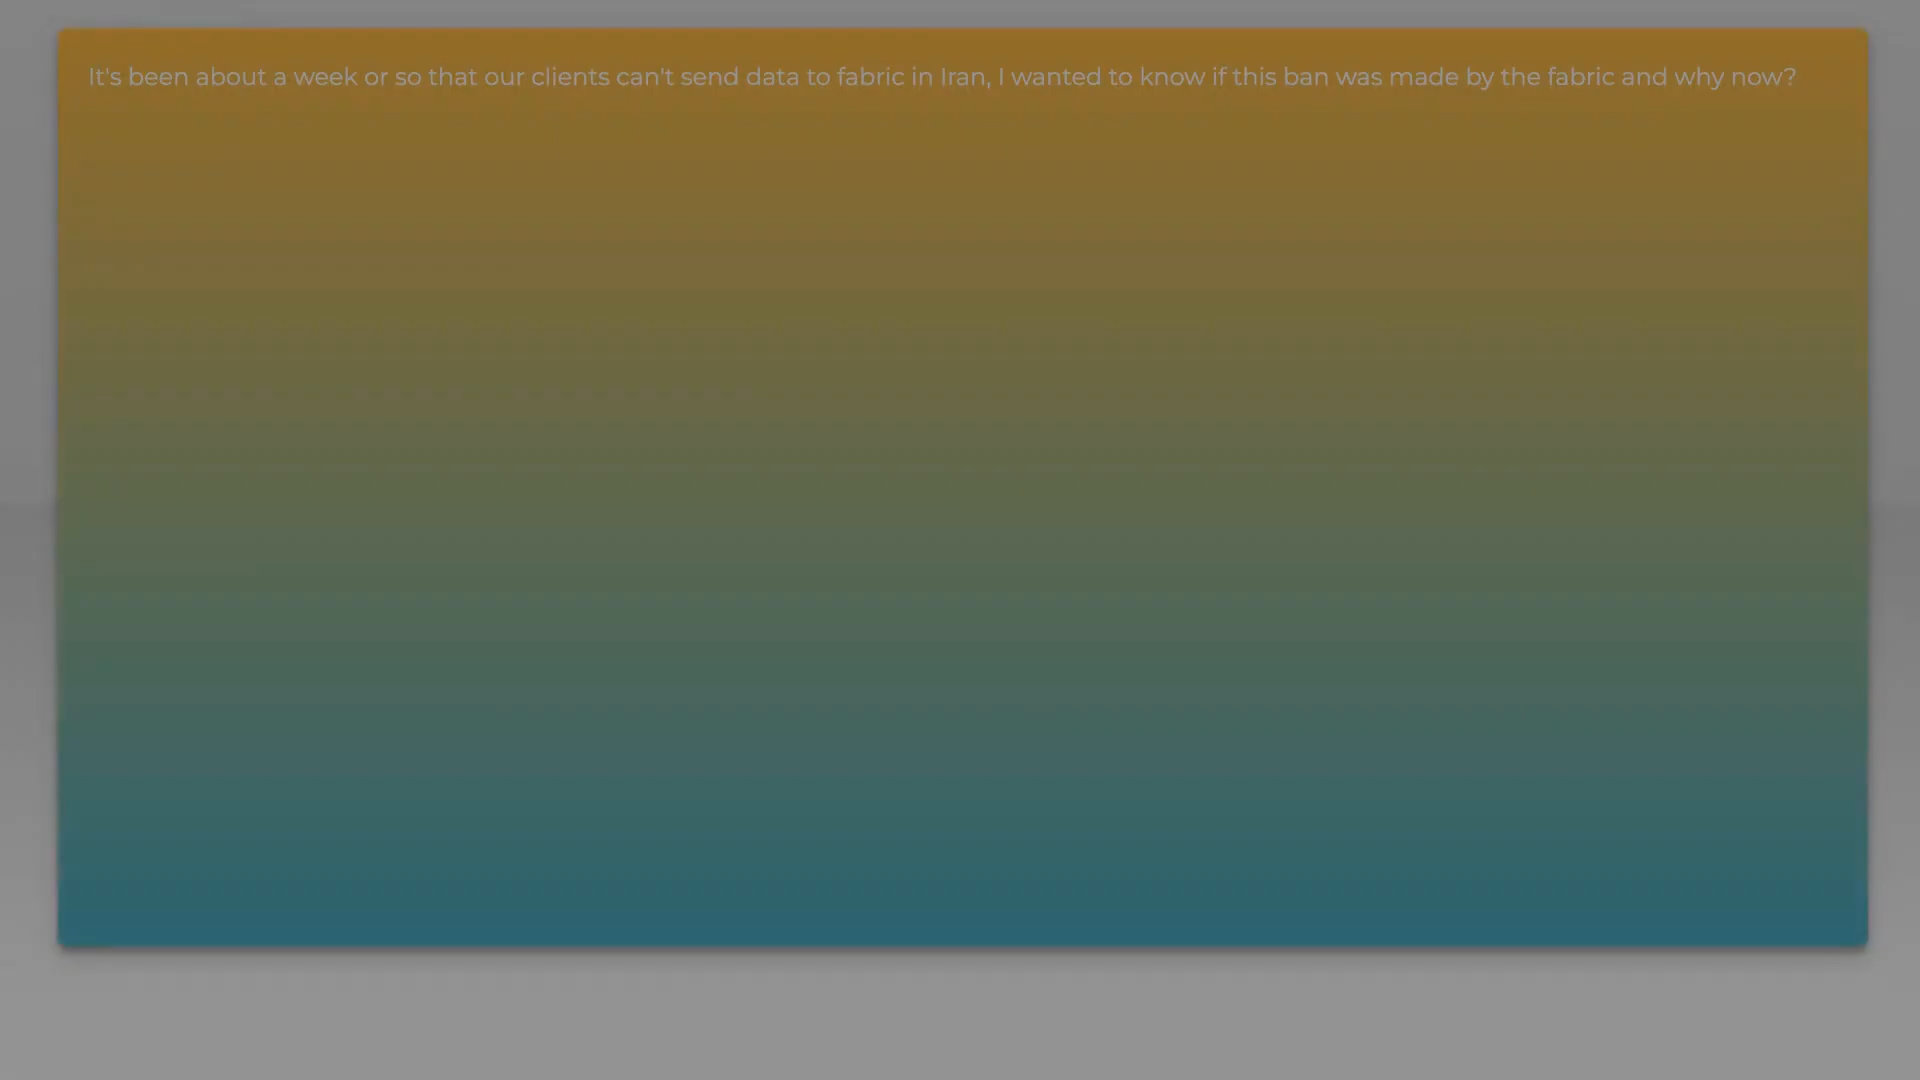 It's been about a week or so that our clients can't send data to fabric in Iran, I wanted to know if this ban was made by the fabric and why now?